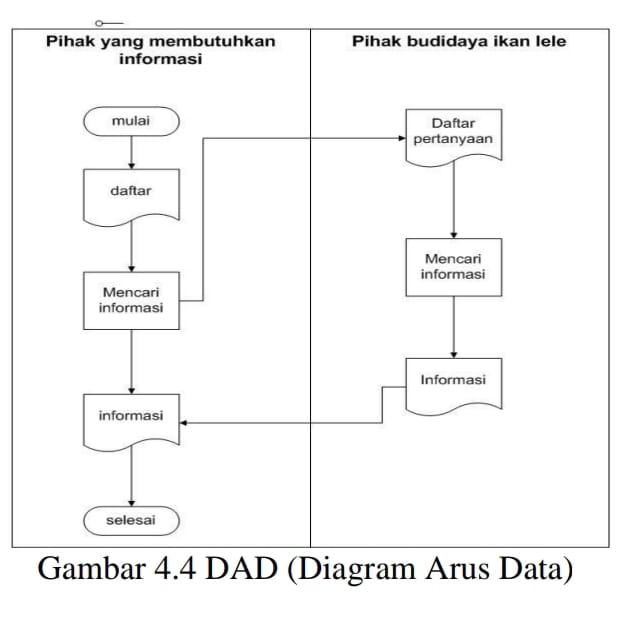 Pihak yang membutuhkan
informasi
Pihak budidaya ikan lele
mulai
daftar
Mencari
informasi
informasi
selesai
Daftar
pertanyaan
Mencari
informasi
Informasi
Gambar 4.4 DAD (Diagram Arus Data)